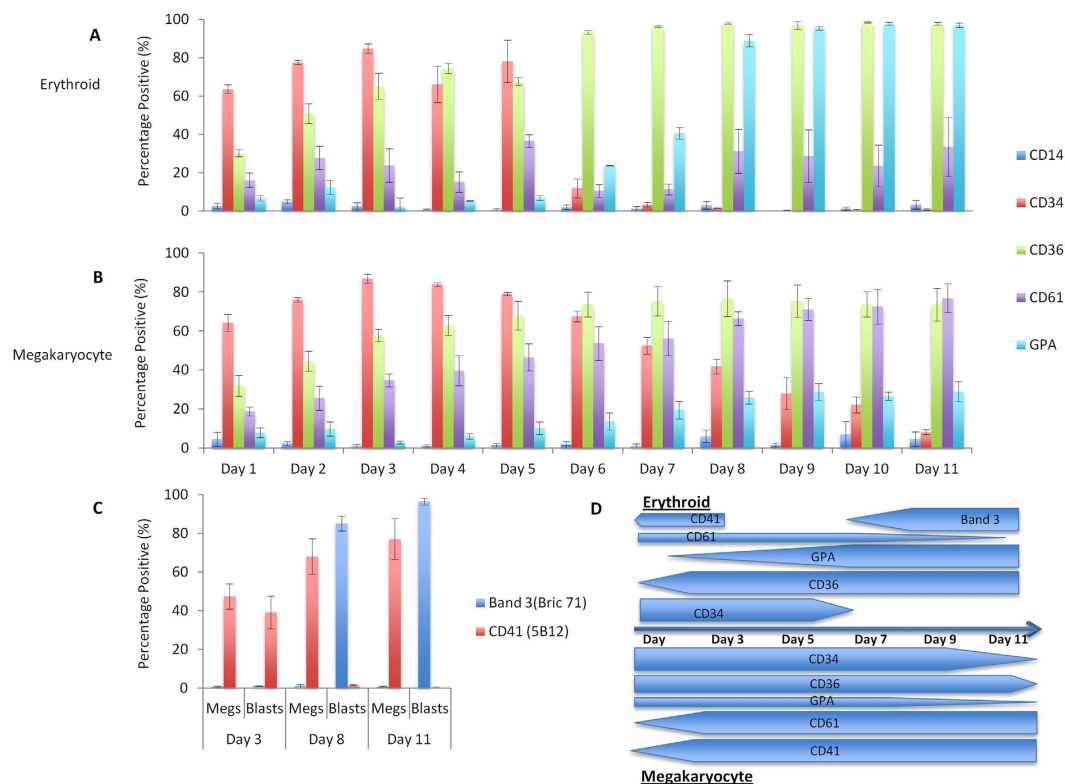 A
Erythroid
Percentage Positive (%)
100
80
60
40
20
0
B
Megakaryocyte
Percentage Positive (%)
100
80
60
40
20
0
Day 1 Day 2 Day 3 Day 4 Day 5 Day 6 Day 7 Day 8 Day 9 Day 10 Day 11
CD14
CD34
CD36
CD61
GPA
C
Percentage Positive (%)
100
80
60
40
20
0
Megs Blasts Megs Blasts Megs Blasts
Day 3 Day 8 Day 11
Band 3(Bric 71)
CD41 (5B12)
D
Erythroid
CD41
Band 3
CD61
GPA
CD36
CD34
Day Day 3 Day 5 Day 7 Day 9 Day 11
CD34
CD36
GPA
CD61
CD41
Megakaryocyte